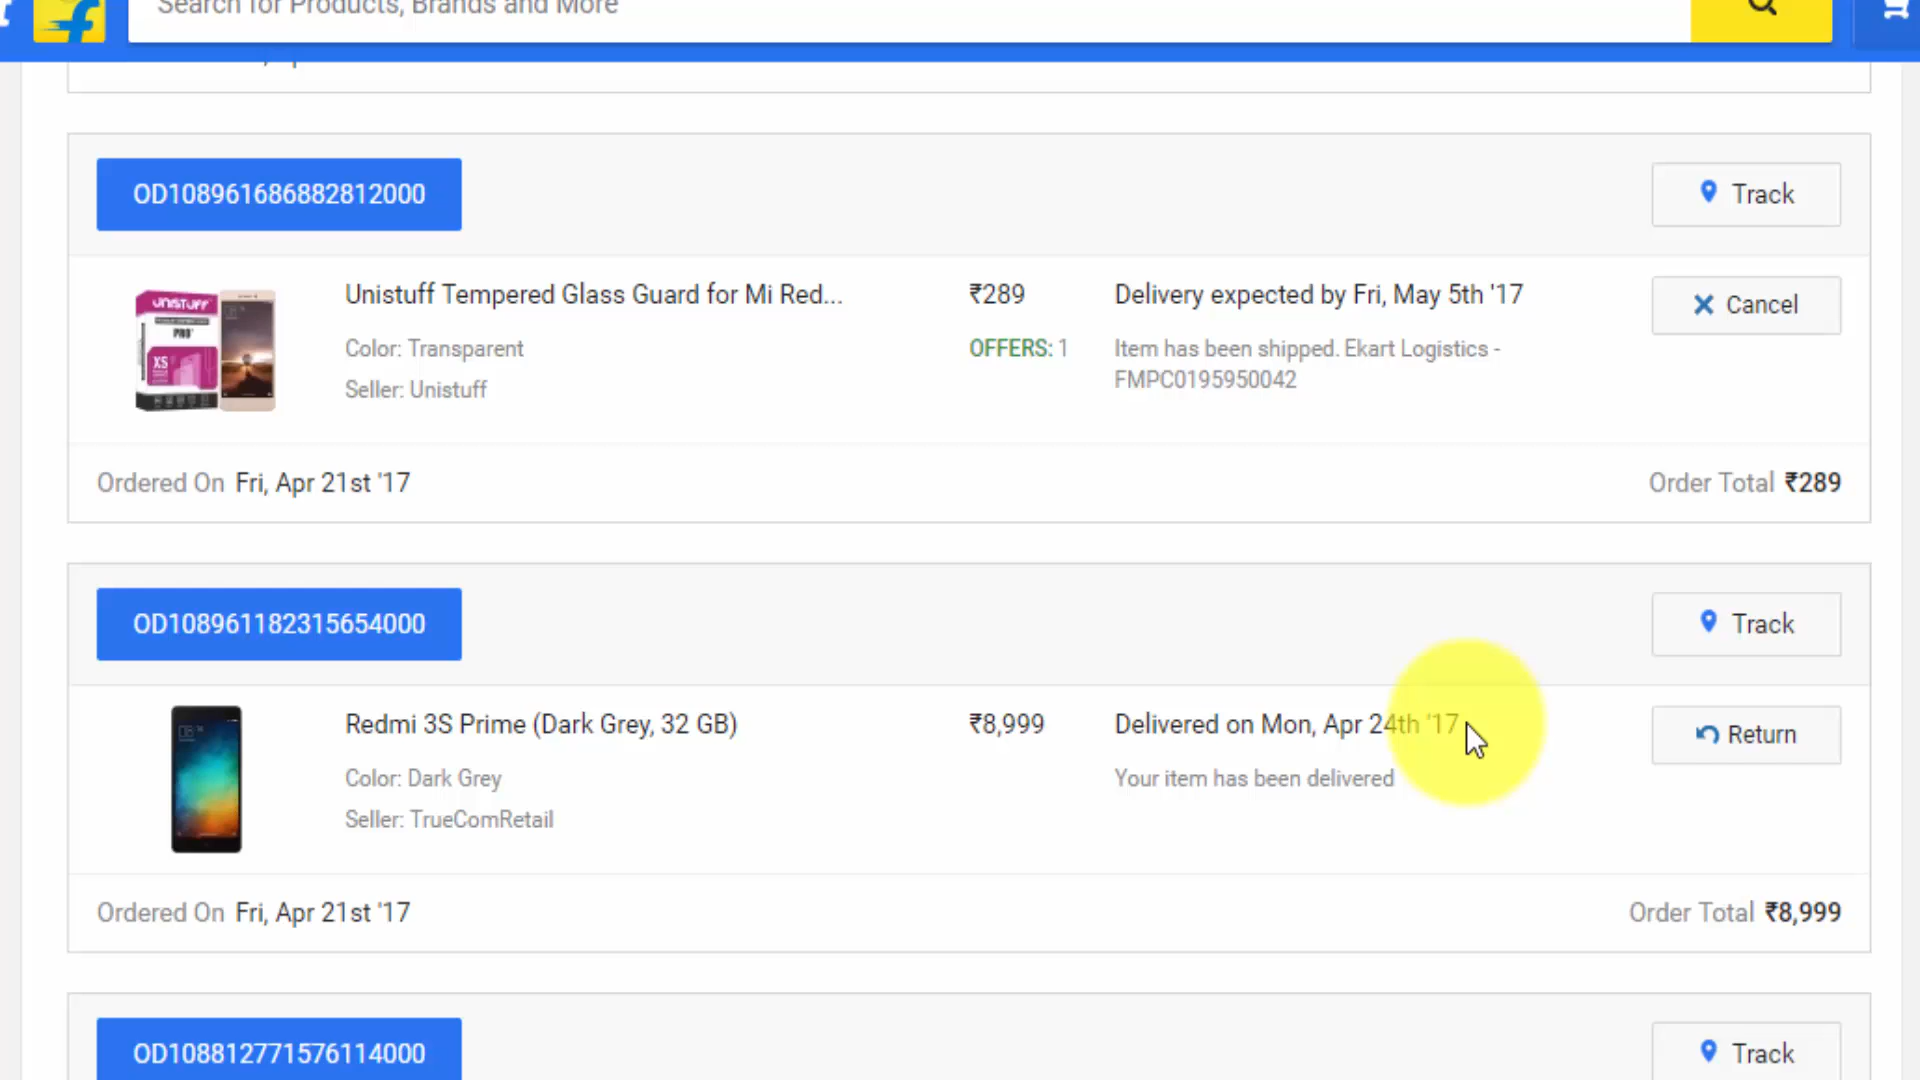 Search for Products, Brands and More
OD108961686882812000
Track
UNISTUFF
PRO
XS
Unistuff Tempered Glass Guard for Mi Red...
₹289
Delivery expected by Fri, May 5th '17
Cancel
Color: Transparent
OFFERS: 1
Item has been shipped. Ekart Logistics -
FMPC0195950042
Seller: Unistuff
Ordered On Fri, Apr 21st '17
Order Total ₹289
OD108961182315654000
Track
Redmi 3S Prime (Dark Grey, 32 GB)
₹8,999
Delivered on Mon, Apr 24th '17
Return
Color: Dark Grey
Your item has been delivered
Seller: TrueComRetail
Ordered On Fri, Apr 21st '17
Order Total ₹8,999
OD108812771576114000
Track